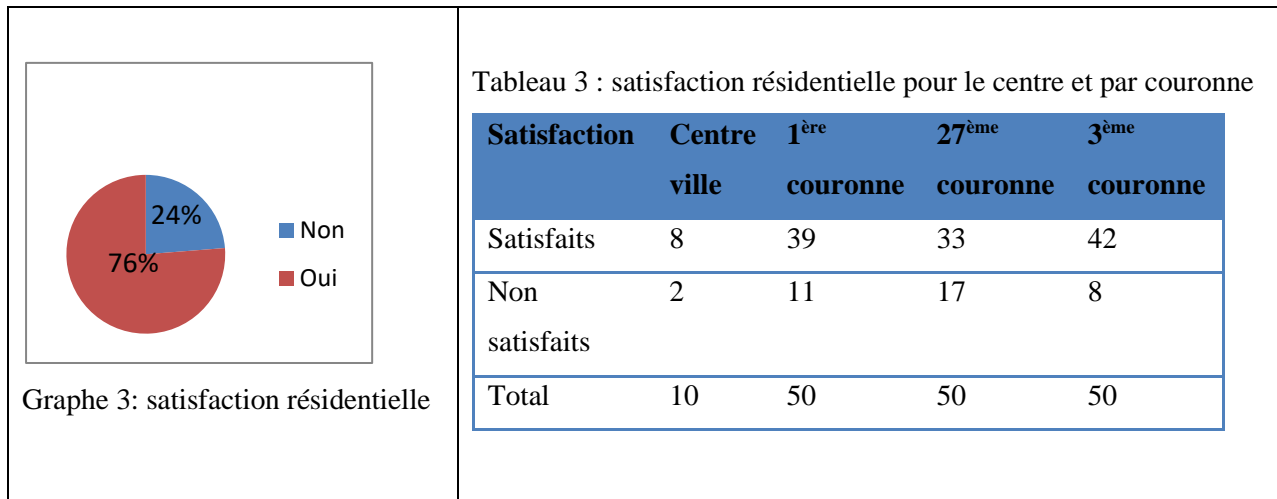 24%
76%
Non
Oui
Graphe 3: satisfaction résidentielle
Tableau 3 : satisfaction résidentielle pour le centre et par couronne
Satisfaction Centre ville 1ère couronne 27ème couronne 3ème couronne
Satisfaits 8 39 33 42
Non satisfaits 2 11 17 8
Total 10 50 50 50